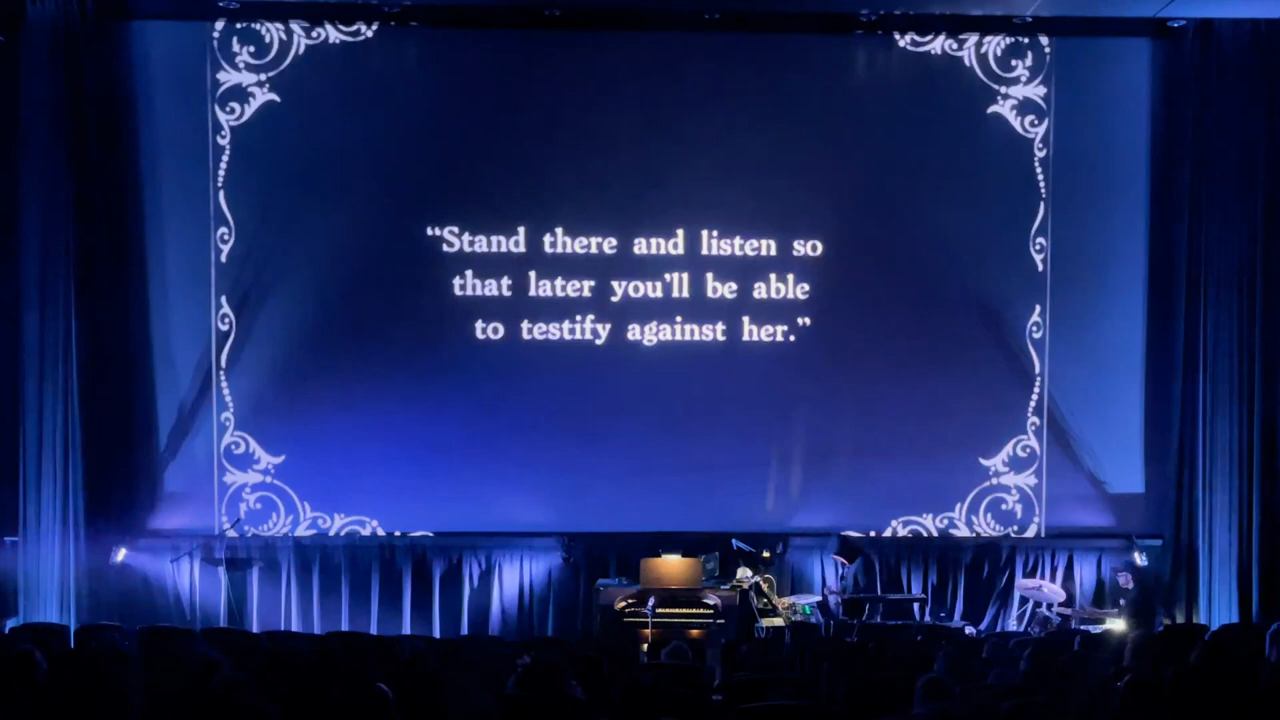 “Stand there and listen so
that later you’ll be able
to testify against her.”